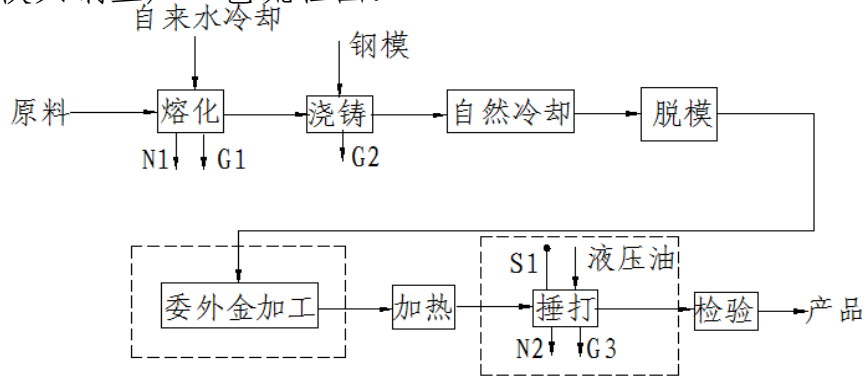 自来水冷却
钢模
原料
熔化
浇铸
自然冷却
脱模
N1
G1
G2
S1
液压油
委外金加工
加热
捶打
检验
产品
N2
G3